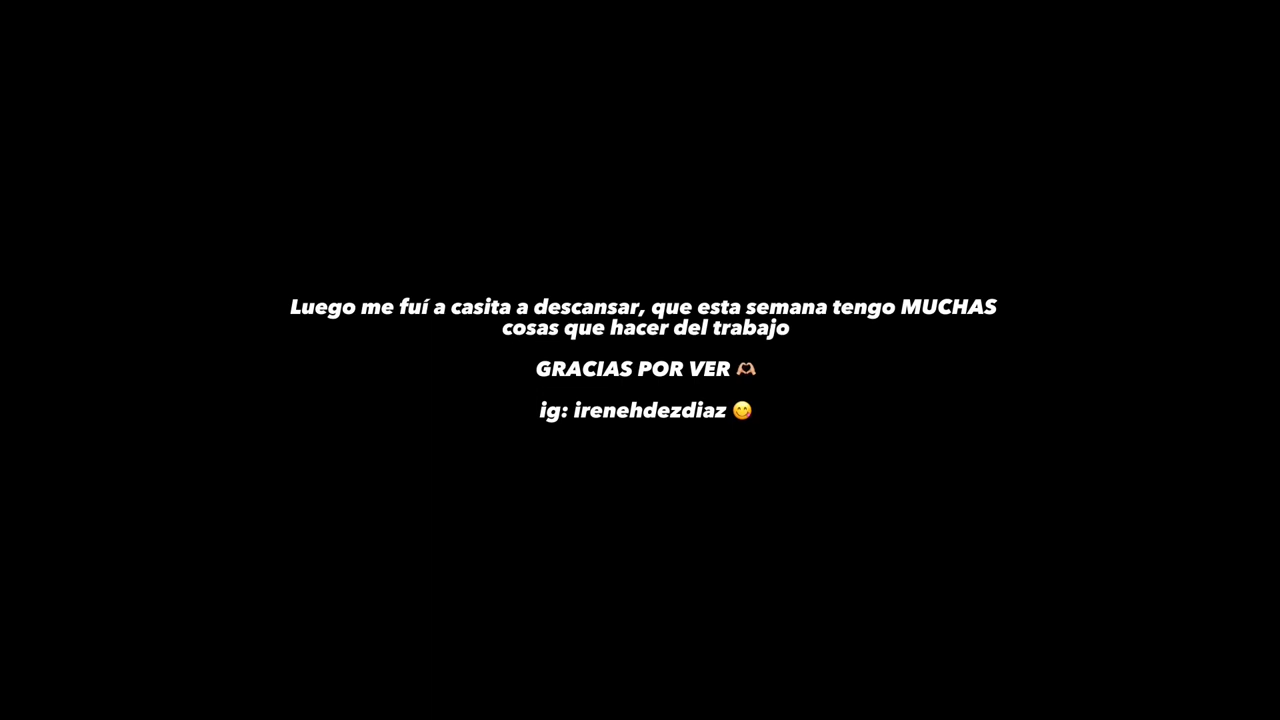 Luego me fuí a casita a descansar, que esta semana tengo MUCHAS
cosas que hacer del trabajo
GRACIAS POR VER 🫶🏽
ig: irenehdezdiaz 😋